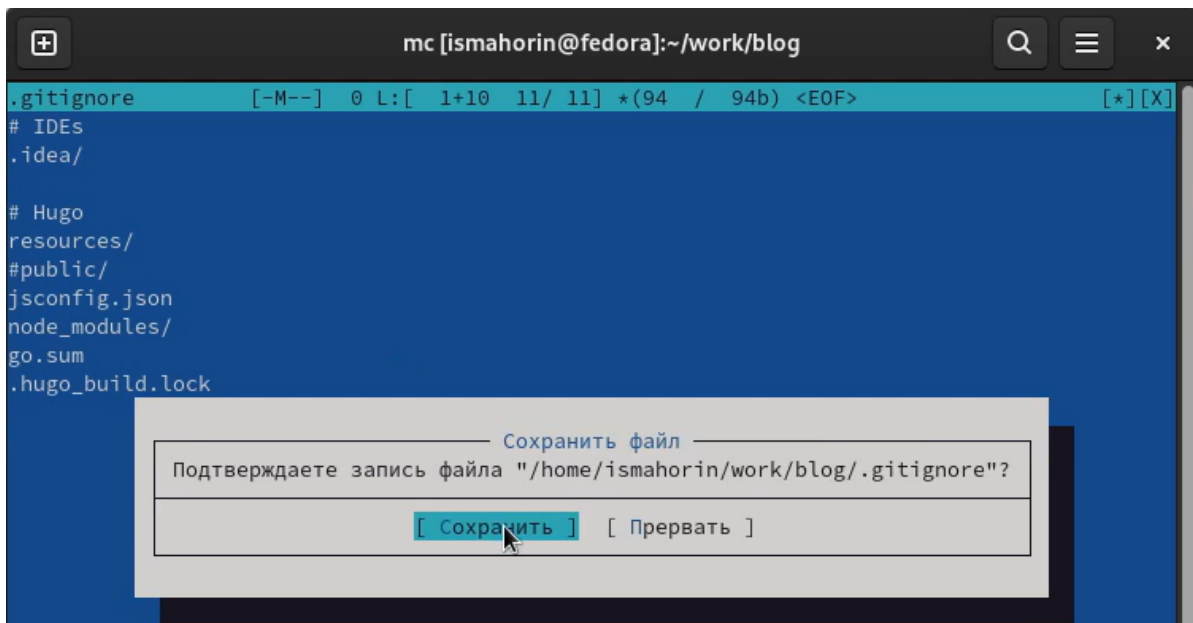 mc [ismahorin@fedora]:~/work/blog
.gitignore [-M--] 0 L:[ 1+10 11/ 11] *(94 / 94b) <EOF> [*][X]
# IDEs
.idea/
# Hugo
resources/
#public/
jsconfig.json
node_modules/
go.sum
.hugo_build.lock
Сохранить файл
Подтверждаете запись файла "/home/ismahorin/work/blog/.gitignore"?
[ Сохранить ] [ Прервать ]